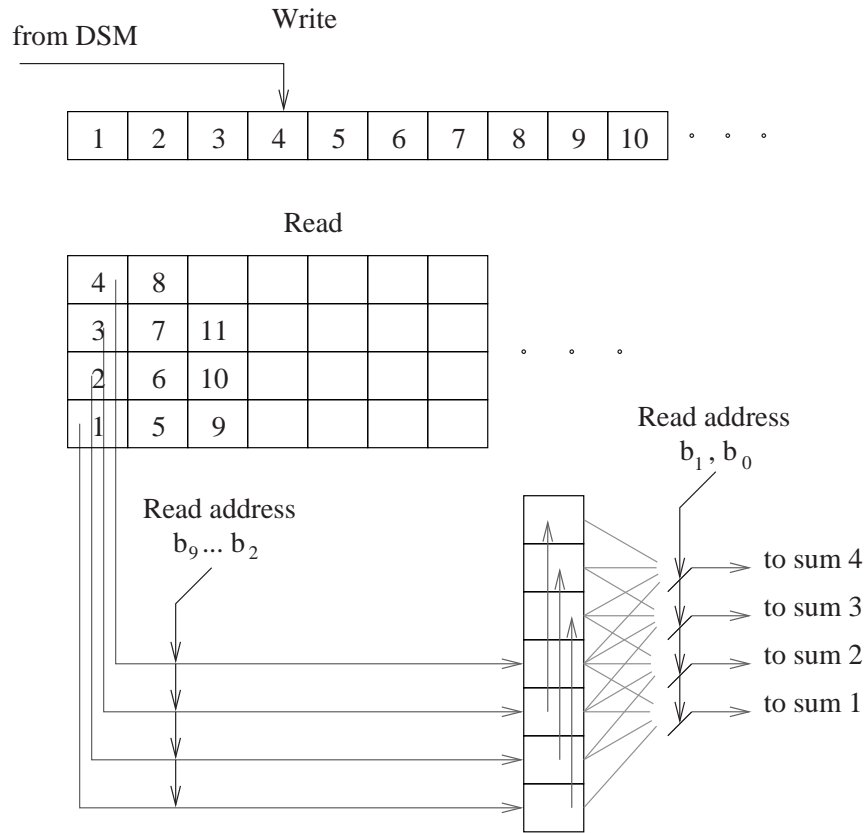 Write
from DSM
1 2 3 4 5 6 7 8 9 10
Read
4 8
3 7 11
2 6 10
1 5 9
Read address
b1 , b0
Read address
b9 ... b2
to sum 4
to sum 3
to sum 2
to sum 1